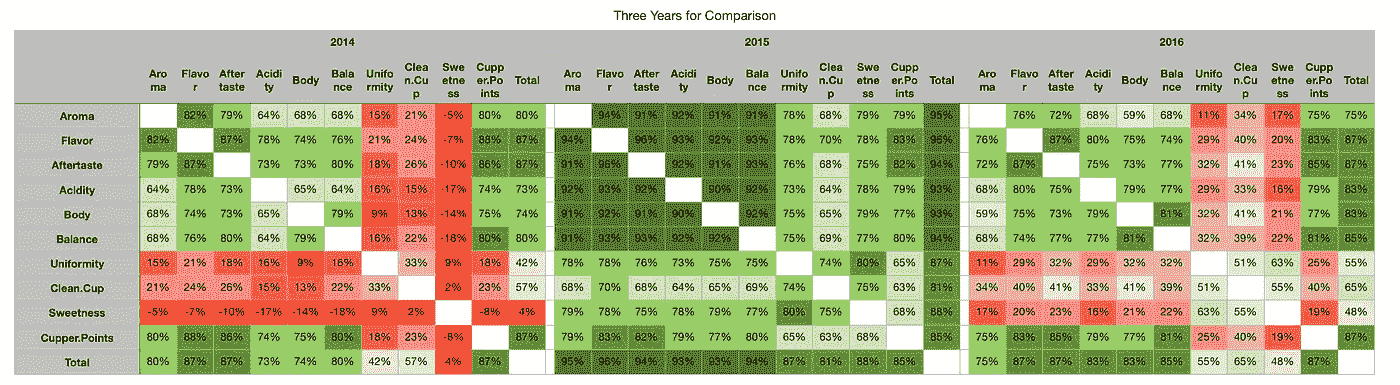 Three Years for Comparison
2014 2015 2016
Aroma Flavor Aftertaste Acidity Body Balance Uniformity Clean.Cup Sweetness Cupper.Points Total Aroma Flavor Aftertaste Acidity Body Balance Uniformity Clean.Cup Sweetness Cupper.Points Total Aroma Flavor Aftertaste Acidity Body Balance Uniformity Clean.Cup Sweetness Cupper.Points Total
Aroma 82% 79% 64% 68% 68% 15% 21% -5% 80% 80% 94% 91% 92% 91% 91% 78% 68% 79% 79% 95% 76% 72% 68% 59% 68% 11% 34% 17% 75% 75%
Flavor 82% 87% 78% 74% 76% 21% 24% -7% 88% 87% 94% 96% 93% 92% 93% 78% 70% 78% 83% 96% 76% 87% 80% 75% 74% 29% 40% 20% 83% 87%
Aftertaste 79% 87% 73% 73% 80% 18% 26% -10% 86% 87% 91% 96% 92% 91% 93% 76% 68% 75% 82% 94% 72% 87% 75% 73% 77% 32% 41% 23% 85% 87%
Acidity 64% 78% 73% 65% 64% 16% 15% -17% 74% 73% 92% 93% 92% 90% 92% 73% 64% 78% 79% 93% 68% 80% 75% 79% 77% 29% 33% 16% 79% 83%
Body 68% 74% 73% 65% 79% 9% 13% -14% 75% 74% 91% 92% 91% 90% 92% 75% 65% 79% 77% 93% 59% 75% 73% 79% 81% 32% 41% 21% 77% 83%
Balance 68% 76% 80% 64% 79% 16% 22% -18% 80% 80% 91% 93% 93% 92% 92% 75% 69% 77% 80% 94% 68% 74% 77% 77% 81% 32% 39% 22% 81% 85%
Uniformity 15% 21% 18% 16% 9% 16% 33% 9% 18% 42% 78% 78% 76% 73% 75% 75% 74% 80% 65% 87% 11% 29% 32% 29% 32% 32% 51% 63% 25% 55%
Clean.Cup 21% 24% 26% 15% 13% 22% 33% 2% 23% 57% 68% 70% 68% 64% 65% 69% 74% 75% 63% 81% 34% 40% 41% 33% 41% 39% 51% 55% 40% 65%
Sweetness -5% -7% -10% -17% -14% -18% 9% 2% -8% 4% 79% 78% 75% 78% 79% 77% 80% 75% 68% 88% 17% 20% 23% 16% 21% 22% 63% 55% 19% 48%
Cupper.Points 80% 88% 86% 74% 75% 80% 18% 23% -8% 87% 79% 83% 82% 79% 77% 80% 65% 63% 68% 85% 75% 83% 85% 79% 77% 81% 25% 40% 19% 87%
Total 80% 87% 87% 73% 74% 80% 42% 57% 4% 87% 95% 96% 94% 93% 93% 94% 87% 81% 88% 85% 75% 87% 87% 83% 83% 85% 55% 65% 48% 87%